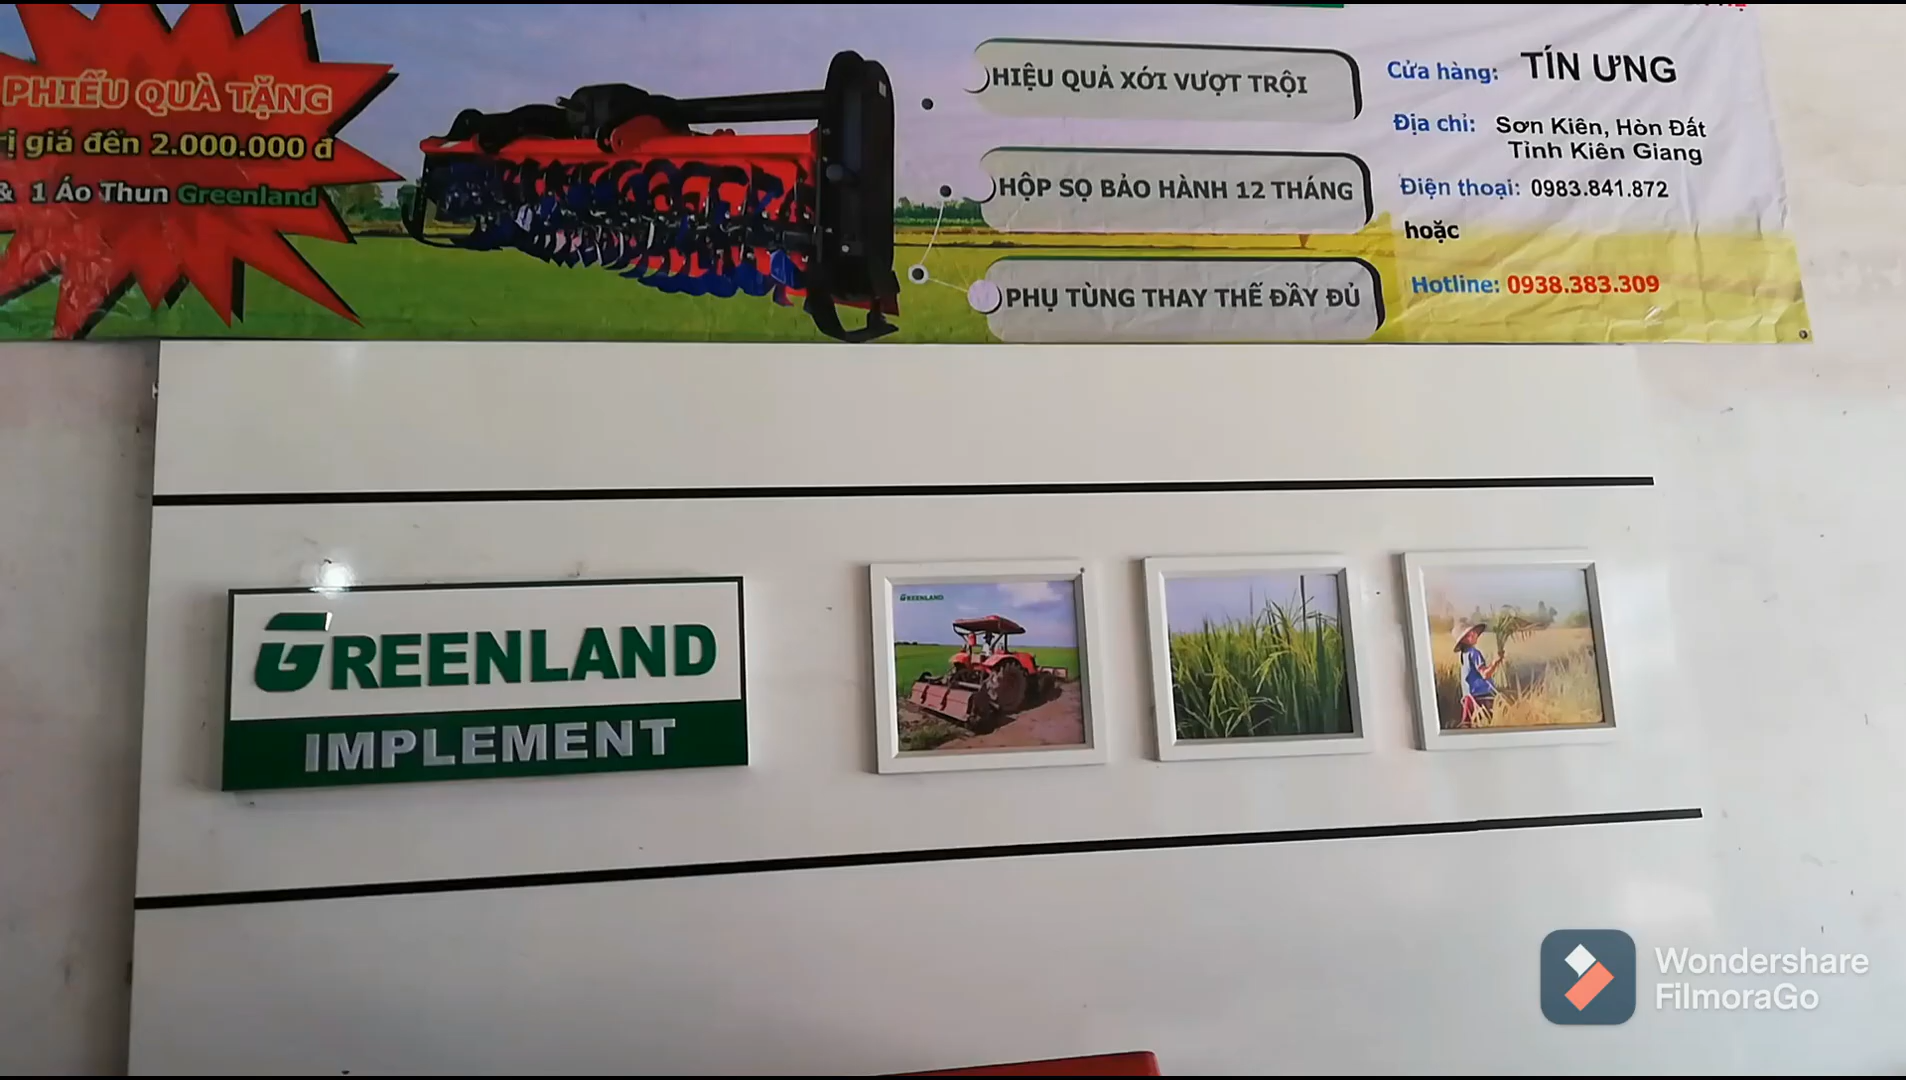 PHIẾU QUÀ TẶNG
ị giá đến 2.000.000 đ
& 1 Áo Thun Greenland
HIỆU QUẢ XỚI VƯỢT TRỘI
HỘP SỌ BẢO HÀNH 12 THÁNG
PHỤ TÙNG THAY THẾ ĐẦY ĐỦ
Cửa hàng: TÍN ƯNG
Địa chỉ: Sơn Kiên, Hòn Đất
Tỉnh Kiên Giang
Điện thoại: 0983.841.872
hoặc
Hotline: 0938.383.309
GREENLAND
IMPLEMENT
GREENLAND
Wondershare
FilmoraGo